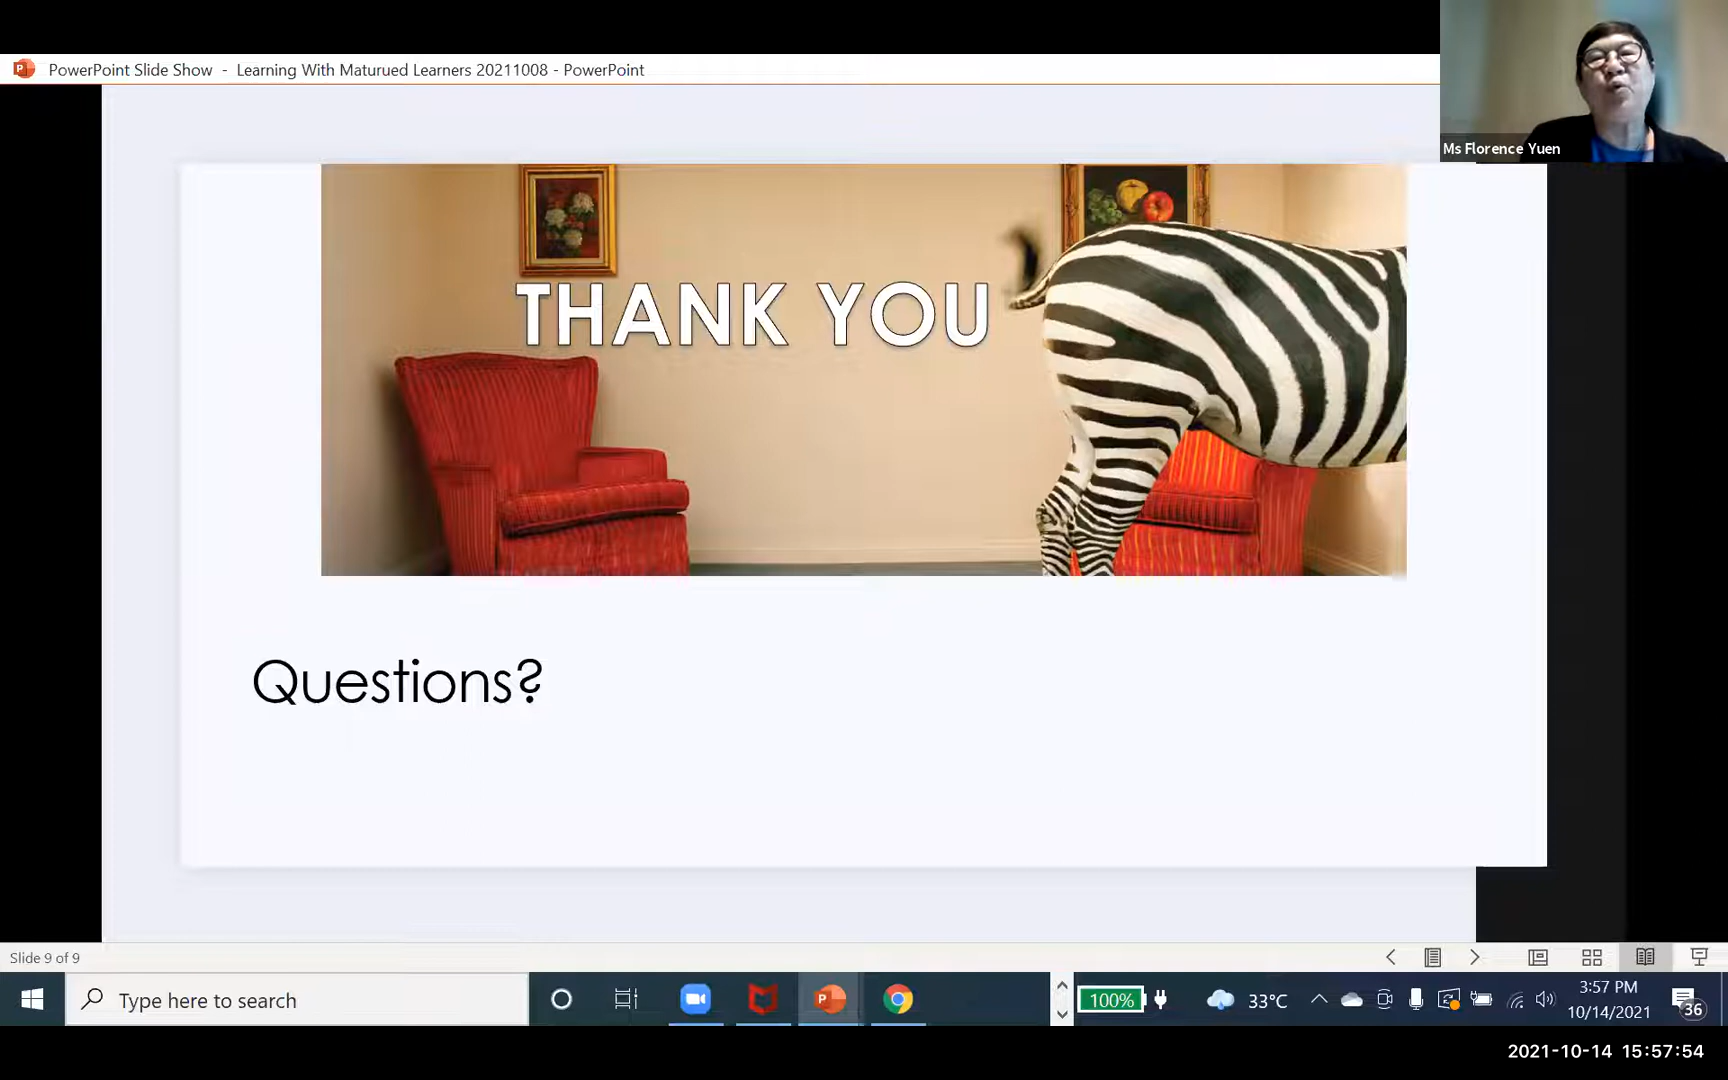 PowerPoint Slide Show - Learning With Maturued Learners 20211008 - PowerPoint
Ms Florence Yuen
THANK YOU
Questions?
Slide 9 of 9
Type here to search
100%
33°C
3:57 PM
10/14/2021
36
2021-10-14 15:57:54